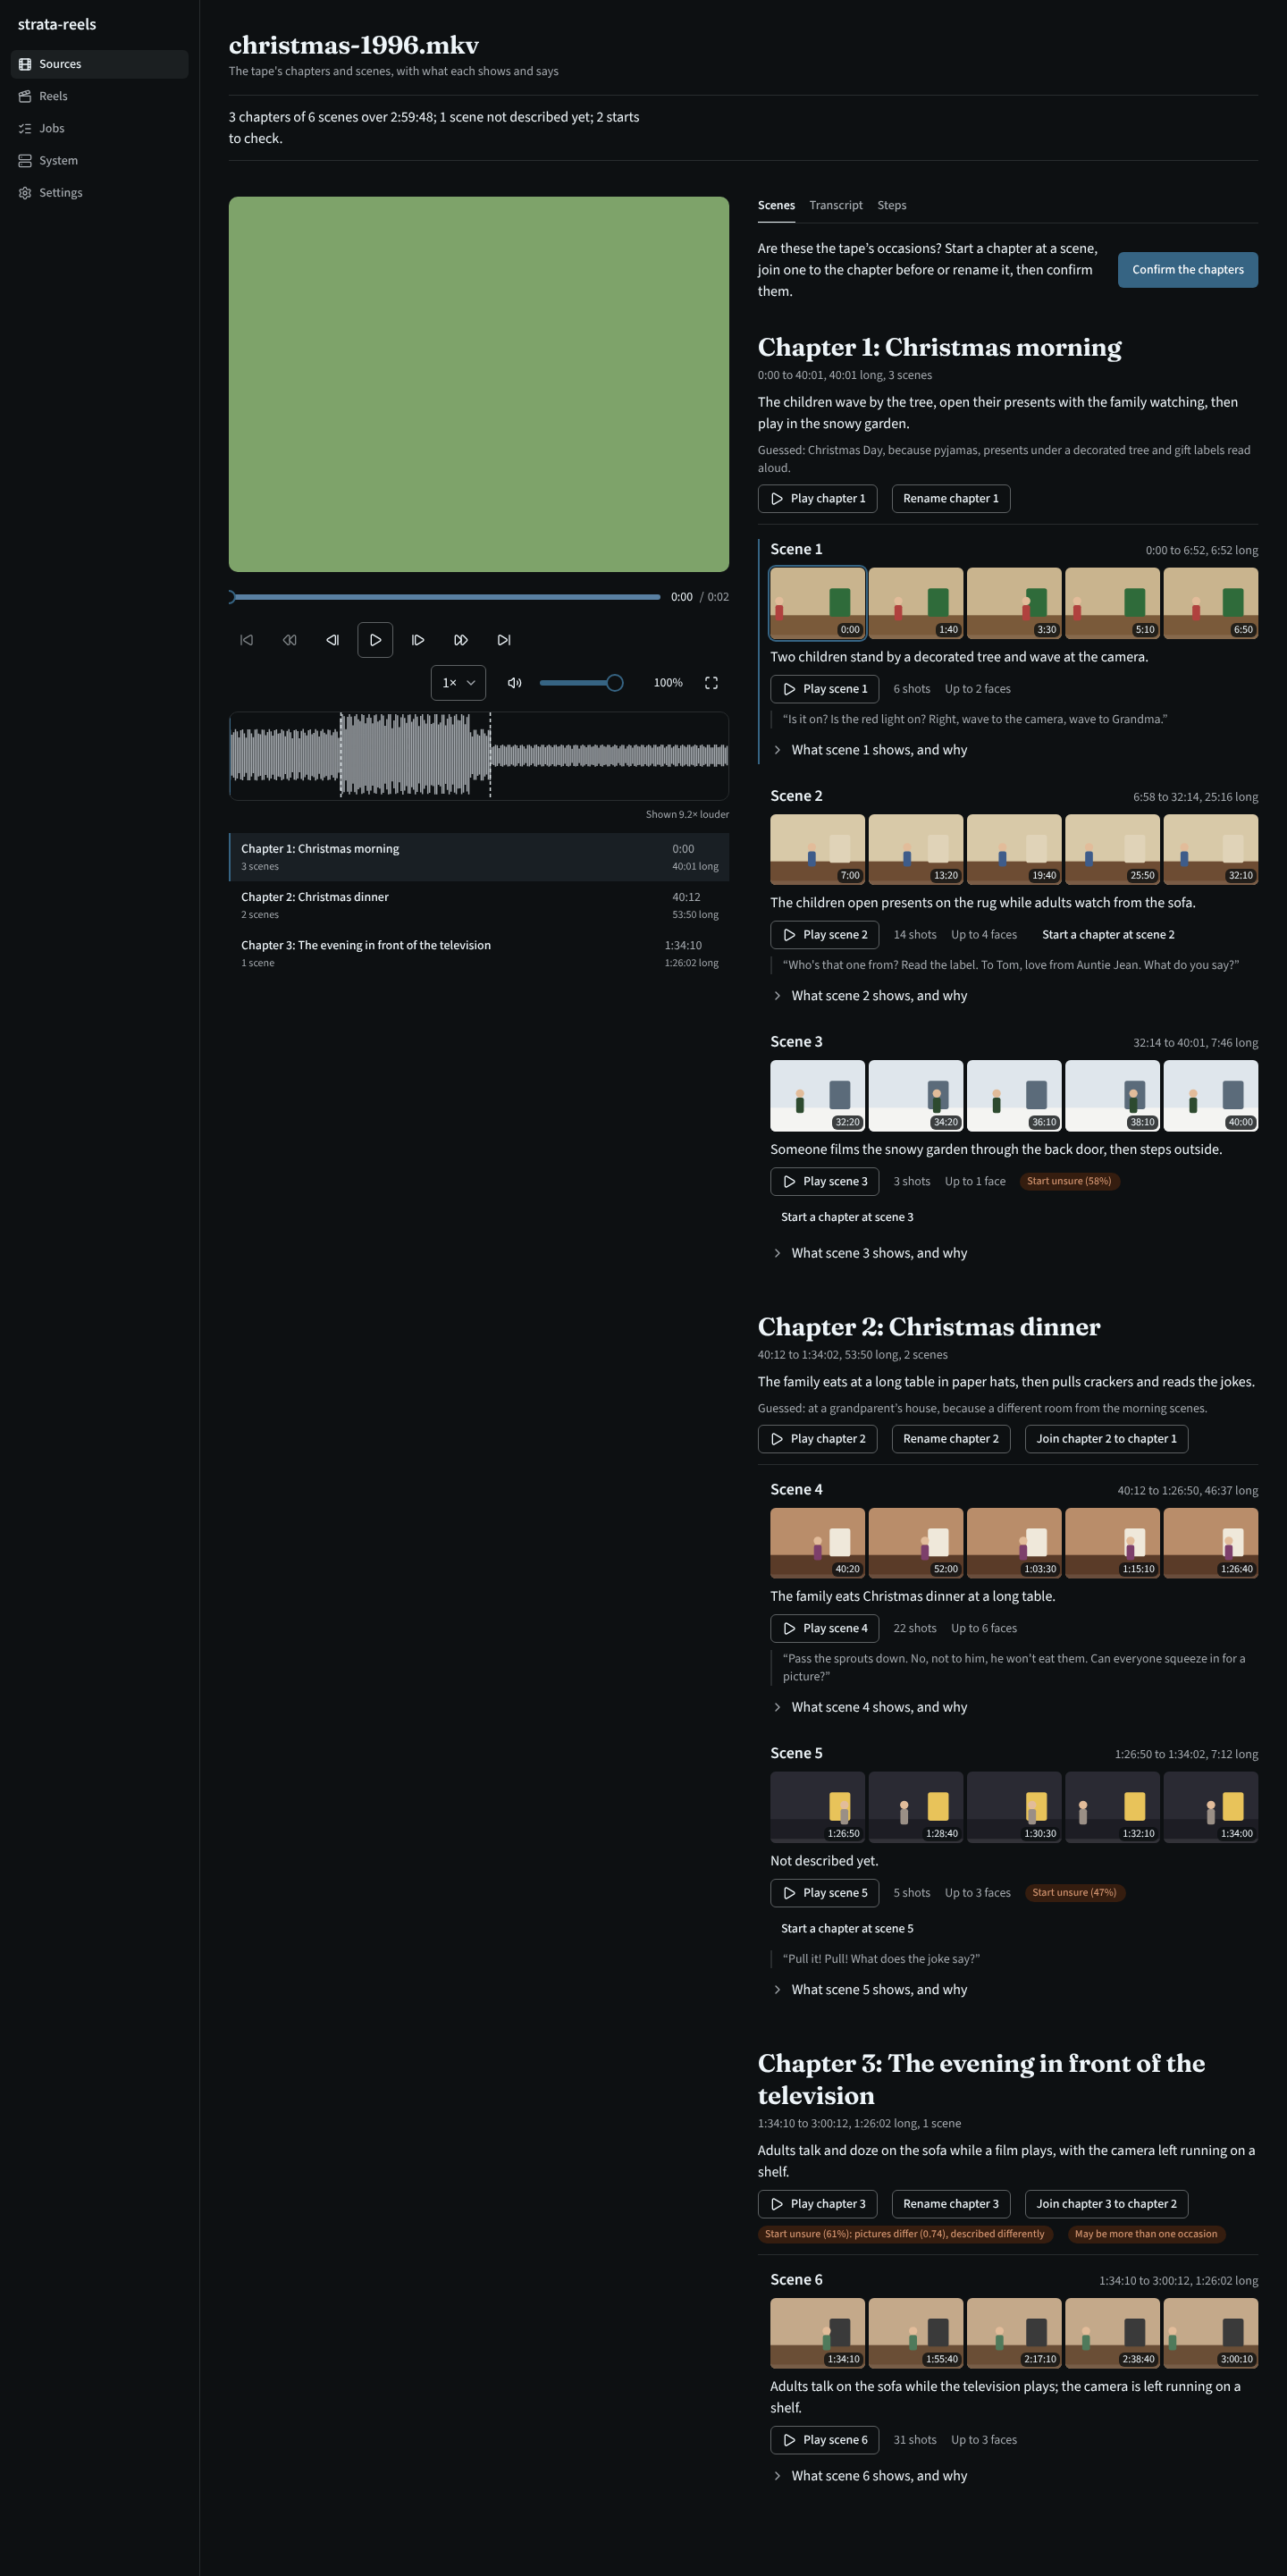 strata-reels
Sources
Reels
Jobs
System
Settings
christmas-1996.mkv
The tape's chapters and scenes, with what each shows and says
3 chapters of 6 scenes over 2:59:48; 1 scene not described yet; 2 starts
to check.
0:00 / 0:02
1×
100%
Shown 9.2× louder
Chapter 1: Christmas morning 0:00
3 scenes 40:01 long
Chapter 2: Christmas dinner 40:12
2 scenes 53:50 long
Chapter 3: The evening in front of the television 1:34:10
1 scene 1:26:02 long
Scenes Transcript Steps
Are these the tape’s occasions? Start a chapter at a scene,
join one to the chapter before or rename it, then confirm
them.
Confirm the chapters
Chapter 1: Christmas morning
0:00 to 40:01, 40:01 long, 3 scenes
The children wave by the tree, open their presents with the family watching, then
play in the snowy garden.
Guessed: Christmas Day, because pyjamas, presents under a decorated tree and gift labels read
aloud.
Play chapter 1 Rename chapter 1
Scene 1 0:00 to 6:52, 6:52 long
0:00 1:40 3:30 5:10 6:50
Two children stand by a decorated tree and wave at the camera.
Play scene 1 6 shots Up to 2 faces
“Is it on? Is the red light on? Right, wave to the camera, wave to Grandma.”
What scene 1 shows, and why
Scene 2 6:58 to 32:14, 25:16 long
7:00 13:20 19:40 25:50 32:10
The children open presents on the rug while adults watch from the sofa.
Play scene 2 14 shots Up to 4 faces Start a chapter at scene 2
“Who's that one from? Read the label. To Tom, love from Auntie Jean. What do you say?”
What scene 2 shows, and why
Scene 3 32:14 to 40:01, 7:46 long
32:20 34:20 36:10 38:10 40:00
Someone films the snowy garden through the back door, then steps outside.
Play scene 3 3 shots Up to 1 face Start unsure (58%)
Start a chapter at scene 3
What scene 3 shows, and why
Chapter 2: Christmas dinner
40:12 to 1:34:02, 53:50 long, 2 scenes
The family eats at a long table in paper hats, then pulls crackers and reads the jokes.
Guessed: at a grandparent’s house, because a different room from the morning scenes.
Play chapter 2 Rename chapter 2 Join chapter 2 to chapter 1
Scene 4 40:12 to 1:26:50, 46:37 long
40:20 52:00 1:03:30 1:15:10 1:26:40
The family eats Christmas dinner at a long table.
Play scene 4 22 shots Up to 6 faces
“Pass the sprouts down. No, not to him, he won't eat them. Can everyone squeeze in for a
picture?”
What scene 4 shows, and why
Scene 5 1:26:50 to 1:34:02, 7:12 long
1:26:50 1:28:40 1:30:30 1:32:10 1:34:00
Not described yet.
Play scene 5 5 shots Up to 3 faces Start unsure (47%)
Start a chapter at scene 5
“Pull it! Pull! What does the joke say?”
What scene 5 shows, and why
Chapter 3: The evening in front of the
television
1:34:10 to 3:00:12, 1:26:02 long, 1 scene
Adults talk and doze on the sofa while a film plays, with the camera left running on a
shelf.
Play chapter 3 Rename chapter 3 Join chapter 3 to chapter 2
Start unsure (61%): pictures differ (0.74), described differently May be more than one occasion
Scene 6 1:34:10 to 3:00:12, 1:26:02 long
1:34:10 1:55:40 2:17:10 2:38:40 3:00:10
Adults talk on the sofa while the television plays; the camera is left running on a
shelf.
Play scene 6 31 shots Up to 3 faces
What scene 6 shows, and why